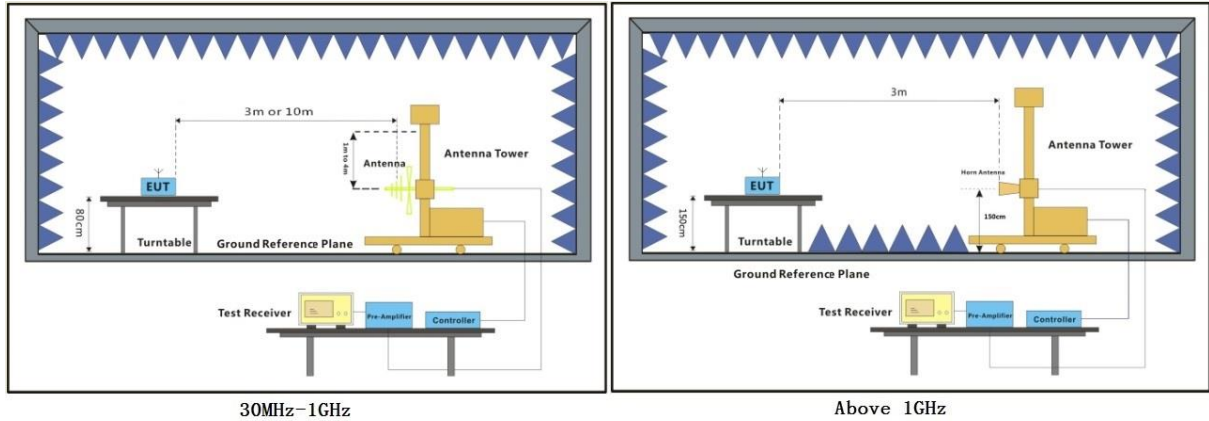 3m or 10m
1m to 4m
Antenna
Antenna Tower
EUT
80cm
Turntable
Ground Reference Plane
Test Receiver
Pre-Amplifier
Controller
30MHz-1GHz
3m
Antenna Tower
Horn Antenna
EUT
150cm
150cm
Turntable
Ground Reference Plane
Test Receiver
Pre-Amplifier
Controller
Above 1GHz